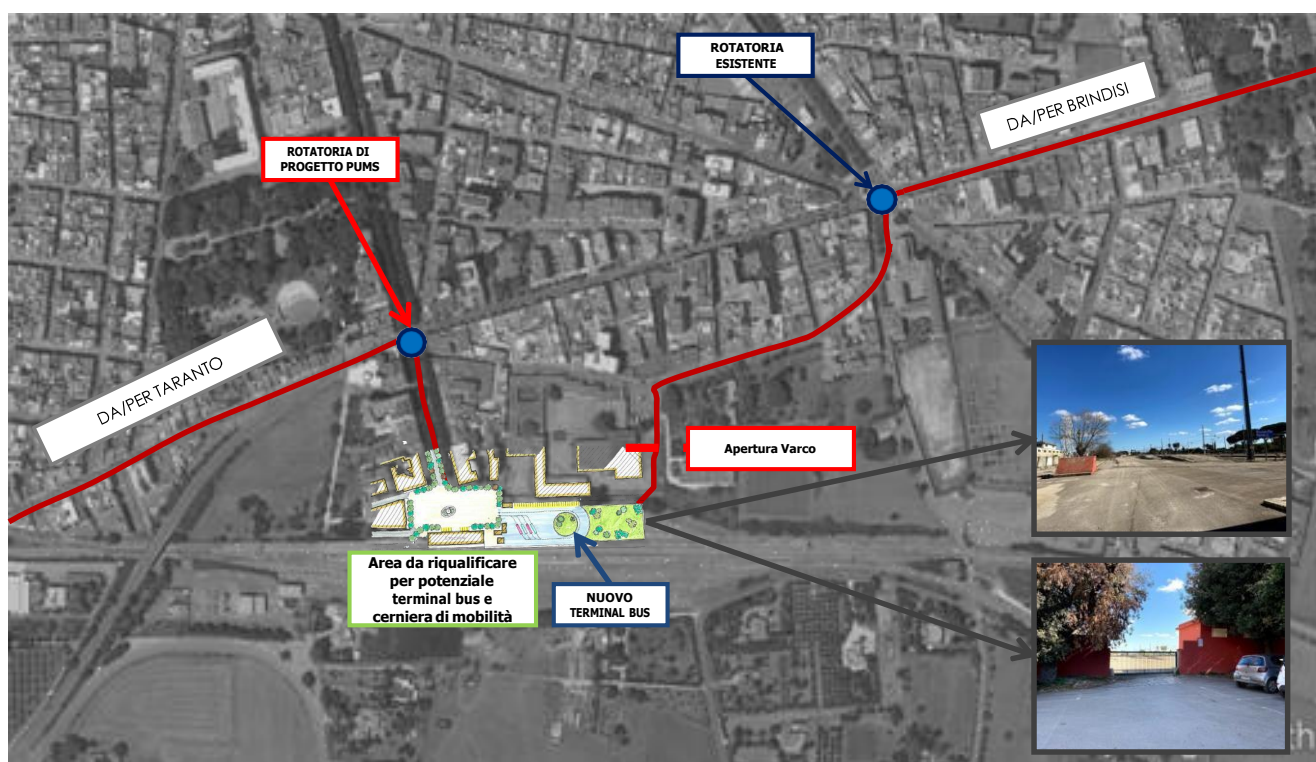 ROTATORIA
ESISTENTE
DA/PER BRINDISI
ROTATORIA DI
PROGETTO PUMS
DA/PER TARANTO
Apertura Varco
Area da riqualificare
per potenziale
terminal bus e
cerniera di mobilità
NUOVO
TERMINAL BUS
th